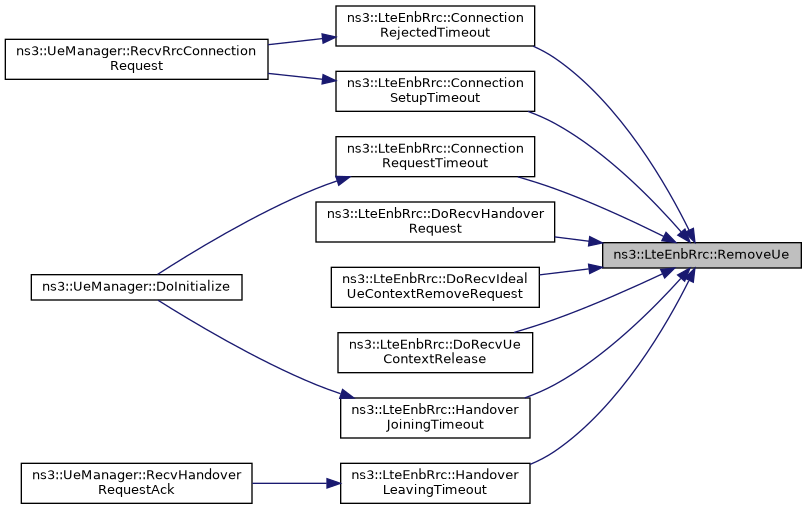 ns3::LteEnbRrc::Connection
RejectedTimeout
ns3::UeManager::RecvRrcConnection
Request
ns3::LteEnbRrc::Connection
SetupTimeout
ns3::LteEnbRrc::Connection
RequestTimeout
ns3::LteEnbRrc::DoRecvHandover
Request
ns3::LteEnbRrc::RemoveUe
ns3::LteEnbRrc::DoRecvIdeal
UeContextRemoveRequest
ns3::UeManager::DoInitialize
ns3::LteEnbRrc::DoRecvUe
ContextRelease
ns3::LteEnbRrc::Handover
JoiningTimeout
ns3::UeManager::RecvHandover
RequestAck
ns3::LteEnbRrc::Handover
LeavingTimeout